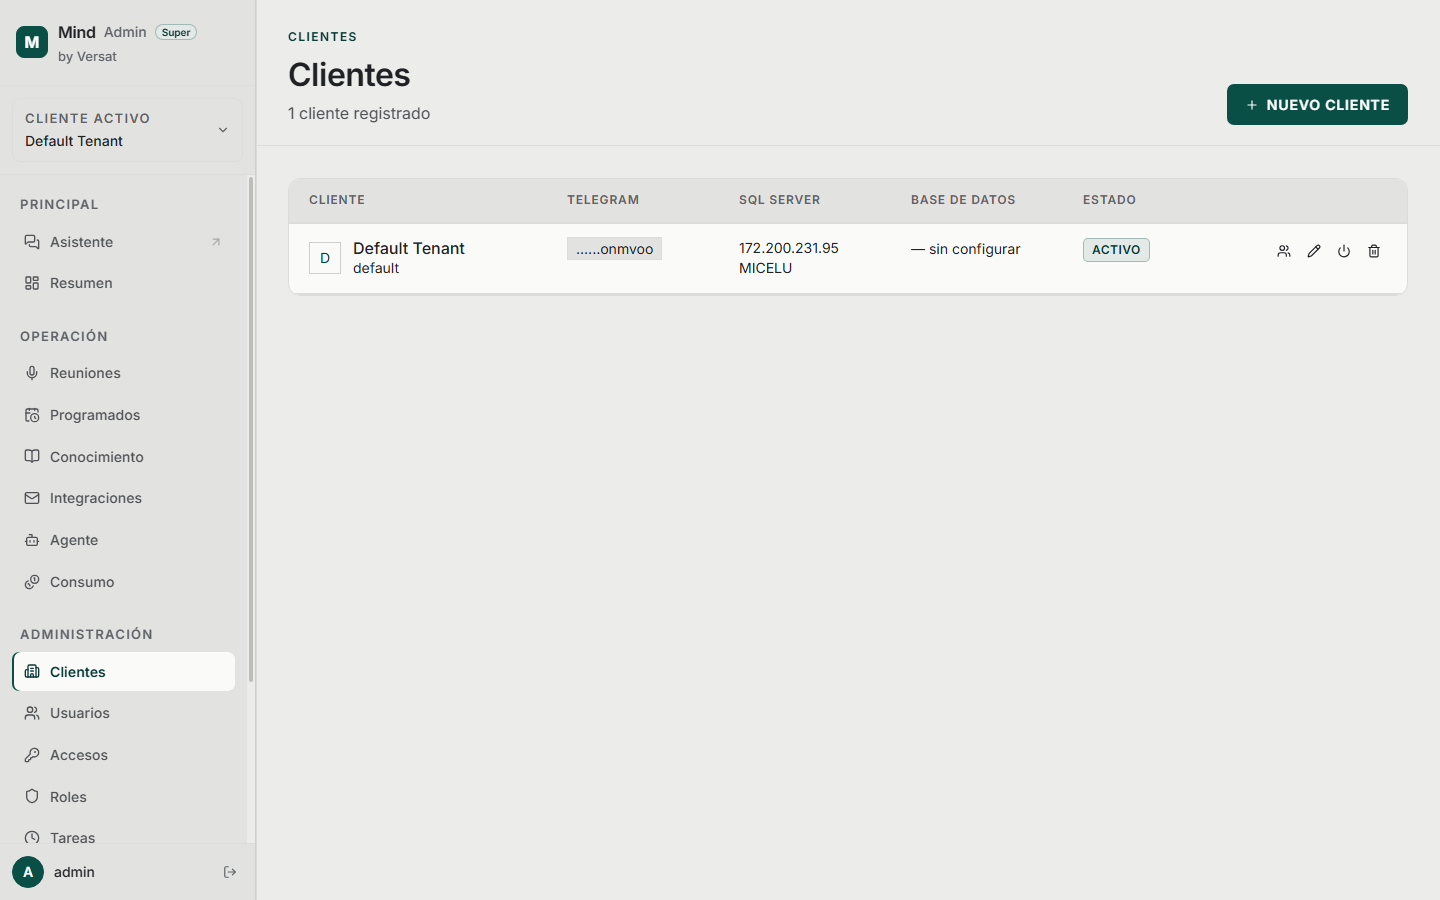 M
Mind Admin Super
by Versat
CLIENTE ACTIVO
Default Tenant
PRINCIPAL
Asistente
Resumen
OPERACIÓN
Reuniones
Programados
Conocimiento
Integraciones
Agente
Consumo
ADMINISTRACIÓN
Clientes
Usuarios
Accesos
Roles
Tareas
A admin
CLIENTES
Clientes
1 cliente registrado
+ NUEVO CLIENTE
CLIENTE TELEGRAM SQL SERVER BASE DE DATOS ESTADO
D Default Tenant ......onmvoo 172.200.231.95 — sin configurar ACTIVO
default MICELU